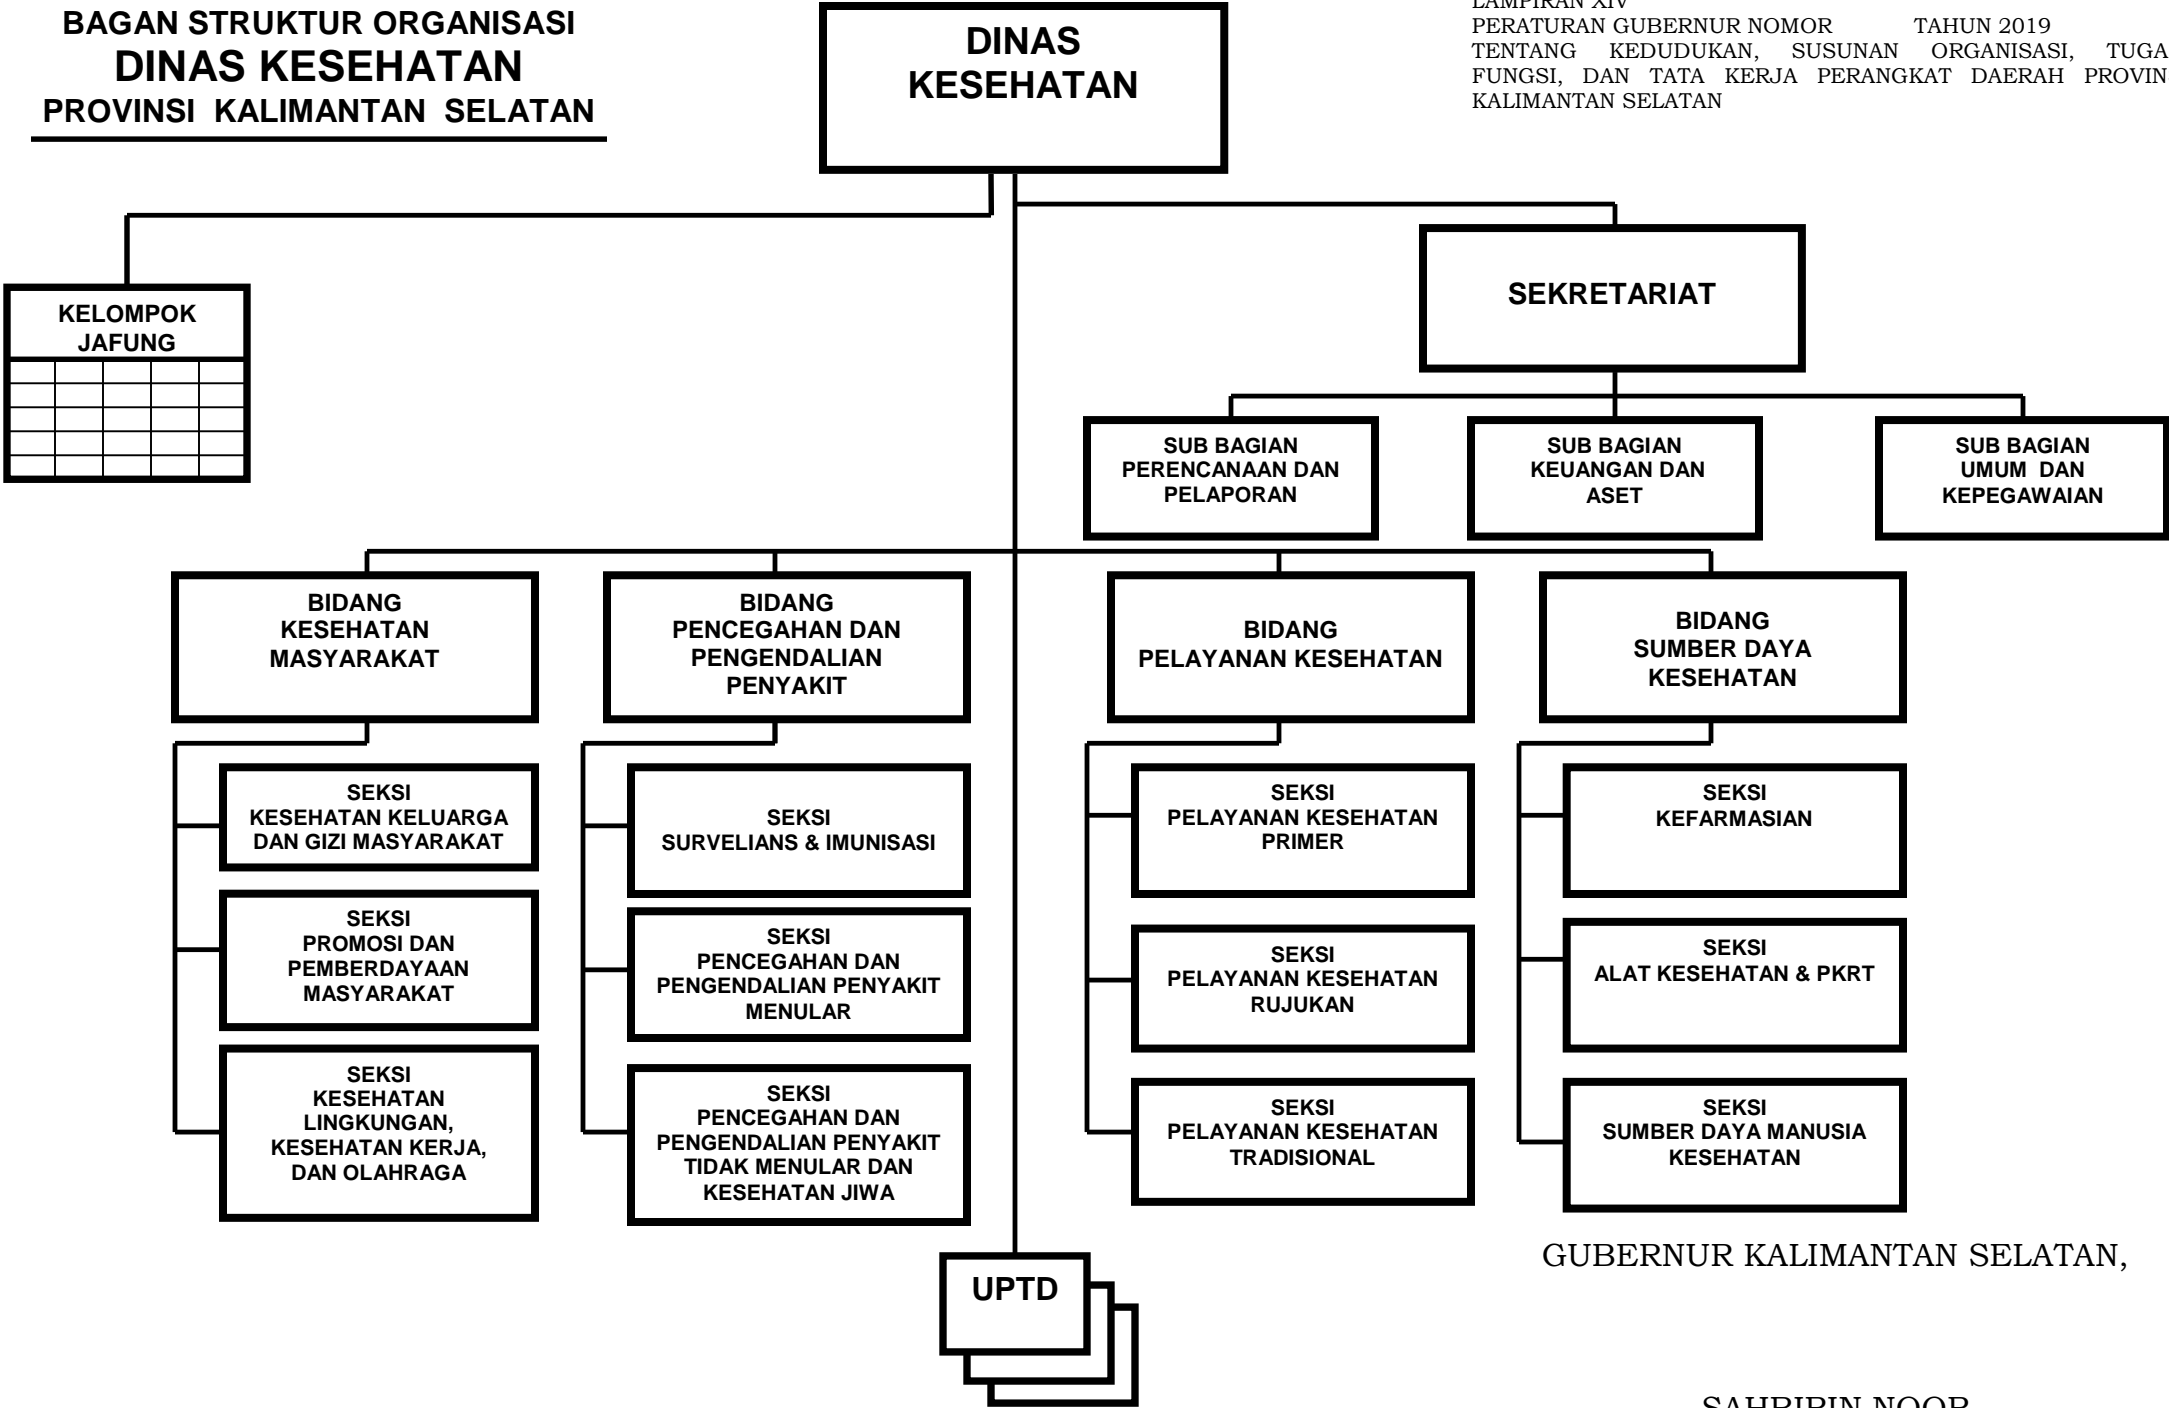 BAGAN STRUKTUR ORGANISASI
DINAS KESEHATAN
PROVINSI KALIMANTAN SELATAN
DINAS
KESEHATAN
LAMPIRAN XIV
PERATURAN GUBERNUR NOMOR TAHUN 2019
TENTANG KEDUDUKAN, SUSUNAN ORGANISASI, TUGA
FUNGSI, DAN TATA KERJA PERANGKAT DAERAH PROVIN
KALIMANTAN SELATAN
KELOMPOK
JAFUNG
SEKRETARIAT
SUB BAGIAN
PERENCANAAN DAN
PELAPORAN
SUB BAGIAN
KEUANGAN DAN
ASET
SUB BAGIAN
UMUM DAN
KEPEGAWAIAN
BIDANG
KESEHATAN
MASYARAKAT
BIDANG
PENCEGAHAN DAN
PENGENDALIAN
PENYAKIT
BIDANG
PELAYANAN KESEHATAN
BIDANG
SUMBER DAYA
KESEHATAN
SEKSI
KESEHATAN KELUARGA
DAN GIZI MASYARAKAT
SEKSI
PROMOSI DAN
PEMBERDAYAAN
MASYARAKAT
SEKSI
KESEHATAN
LINGKUNGAN,
KESEHATAN KERJA,
DAN OLAHRAGA
SEKSI
SURVELIANS & IMUNISASI
SEKSI
PENCEGAHAN DAN
PENGENDALIAN PENYAKIT
MENULAR
SEKSI
PENCEGAHAN DAN
PENGENDALIAN PENYAKIT
TIDAK MENULAR DAN
KESEHATAN JIWA
SEKSI
PELAYANAN KESEHATAN
PRIMER
SEKSI
PELAYANAN KESEHATAN
RUJUKAN
SEKSI
PELAYANAN KESEHATAN
TRADISIONAL
SEKSI
KEFARMASIAN
SEKSI
ALAT KESEHATAN & PKRT
SEKSI
SUMBER DAYA MANUSIA
KESEHATAN
UPTD
GUBERNUR KALIMANTAN SELATAN,
NOOR